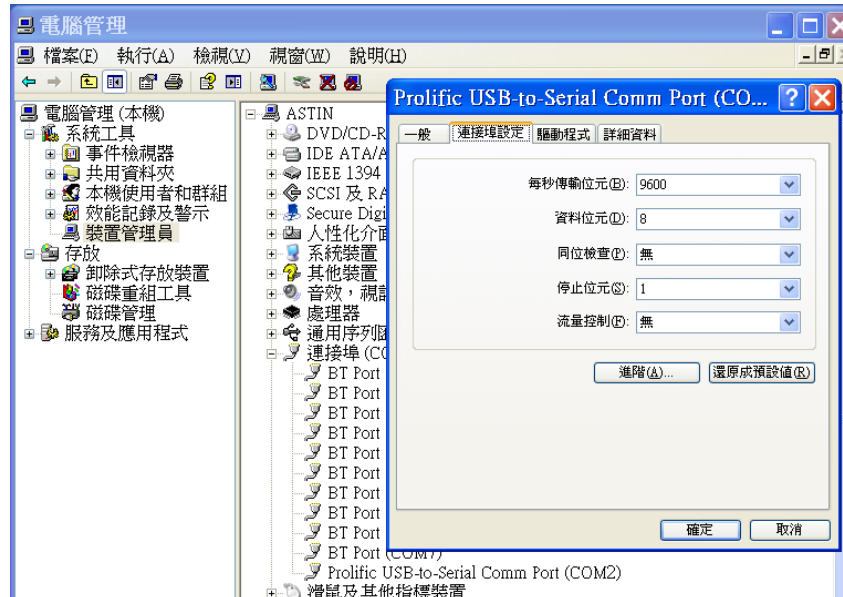 電腦管理
檔案(F) 執行(A) 檢視(V) 視窗(W) 說明(H)
電腦管理 (本機)
系統工具
事件檢視器
共用資料夾
本機使用者和群組
效能記錄及警示
裝置管理員
存放
卸除式存放裝置
磁碟重組工具
磁碟管理
服務及應用程式
ASTIN
DVD/CD-R
IDE ATA/A
IEEE 1394
SCSI 及 RA
Secure Digi
人性化介面
系統裝置
其他裝置
音效，視訊
處理器
通用序列匯
連接埠 (CO
BT Port
BT Port
BT Port
BT Port
BT Port
BT Port
BT Port
BT Port
BT Port
BT Port (COM7)
Prolific USB-to-Serial Comm Port (COM2)
滑鼠及其他指標裝置
Prolific USB-to-Serial Comm Port (CO...
一般 連接埠設定 驅動程式 詳細資料
每秒傳輸位元(B): 9600
資料位元(D): 8
同位檢查(P): 無
停止位元(S): 1
流量控制(F): 無
進階(A)... 還原成預設值(R)
確定 取消